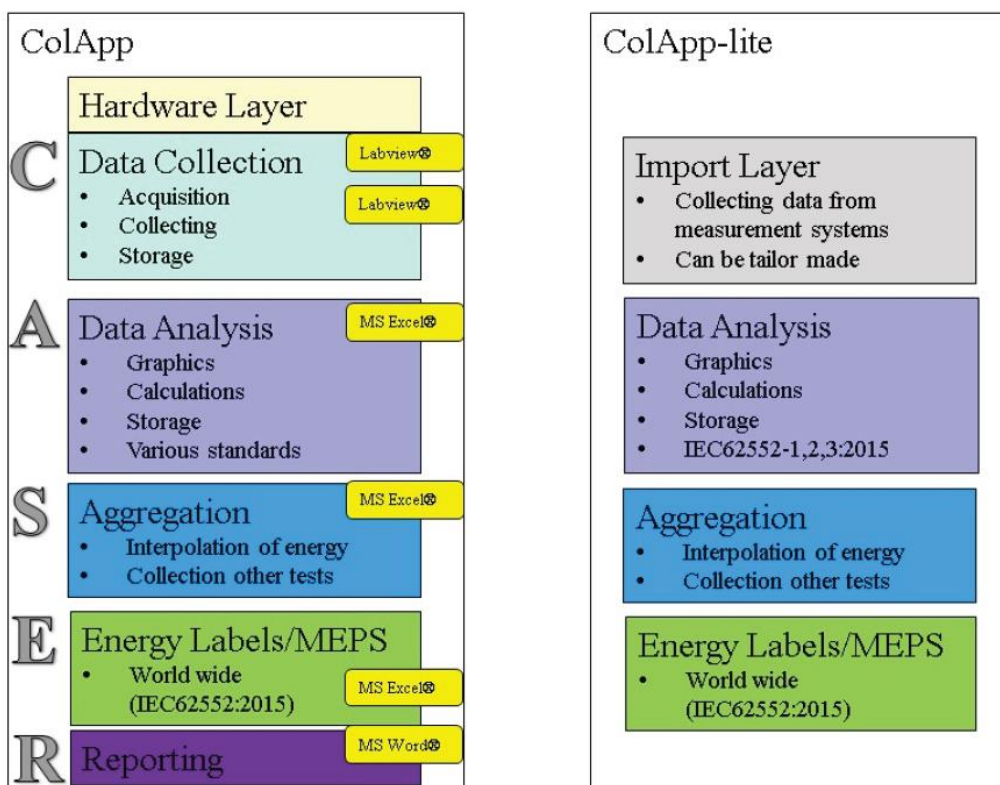 ColApp
Hardware Layer
C
Data Collection
Labview®
• Acquisition
Labview®
• Collecting
• Storage
A
Data Analysis
MS Excel®
• Graphics
• Calculations
• Storage
• Various standards
S
Aggregation
MS Excel®
• Interpolation of energy
• Collection other tests
E
Energy Labels/MEPS
• World wide
(IEC62552:2015)
MS Excel®
R
Reporting
MS Word®
ColApp-lite
Import Layer
• Collecting data from
measurement systems
• Can be tailor made
Data Analysis
• Graphics
• Calculations
• Storage
• IEC62552-1,2,3:2015
Aggregation
• Interpolation of energy
• Collection other tests
Energy Labels/MEPS
• World wide
(IEC62552:2015)